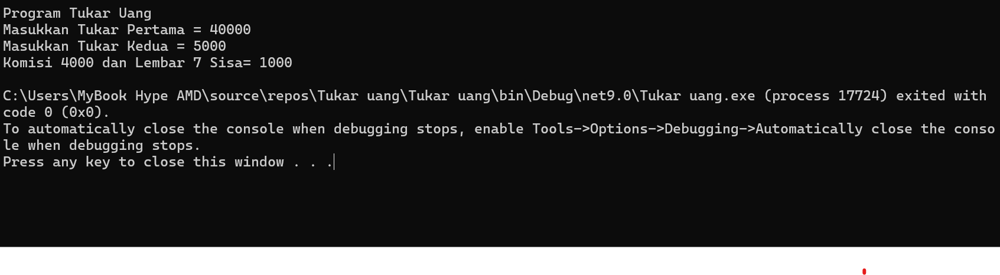 Program Tukar Uang
Masukkan Tukar Pertama = 40000
Masukkan Tukar Kedua = 5000
Komisi 4000 dan Lembar 7 Sisa= 1000
C:\Users\MyBook Hype AMD\source\repos\Tukar uang\Tukar uang\bin\Debug\net9.0\Tukar uang.exe (process 17724) exited with
code 0 (0x0).
To automatically close the console when debugging stops, enable Tools->Options->Debugging->Automatically close the conso
le when debugging stops.
Press any key to close this window . . .